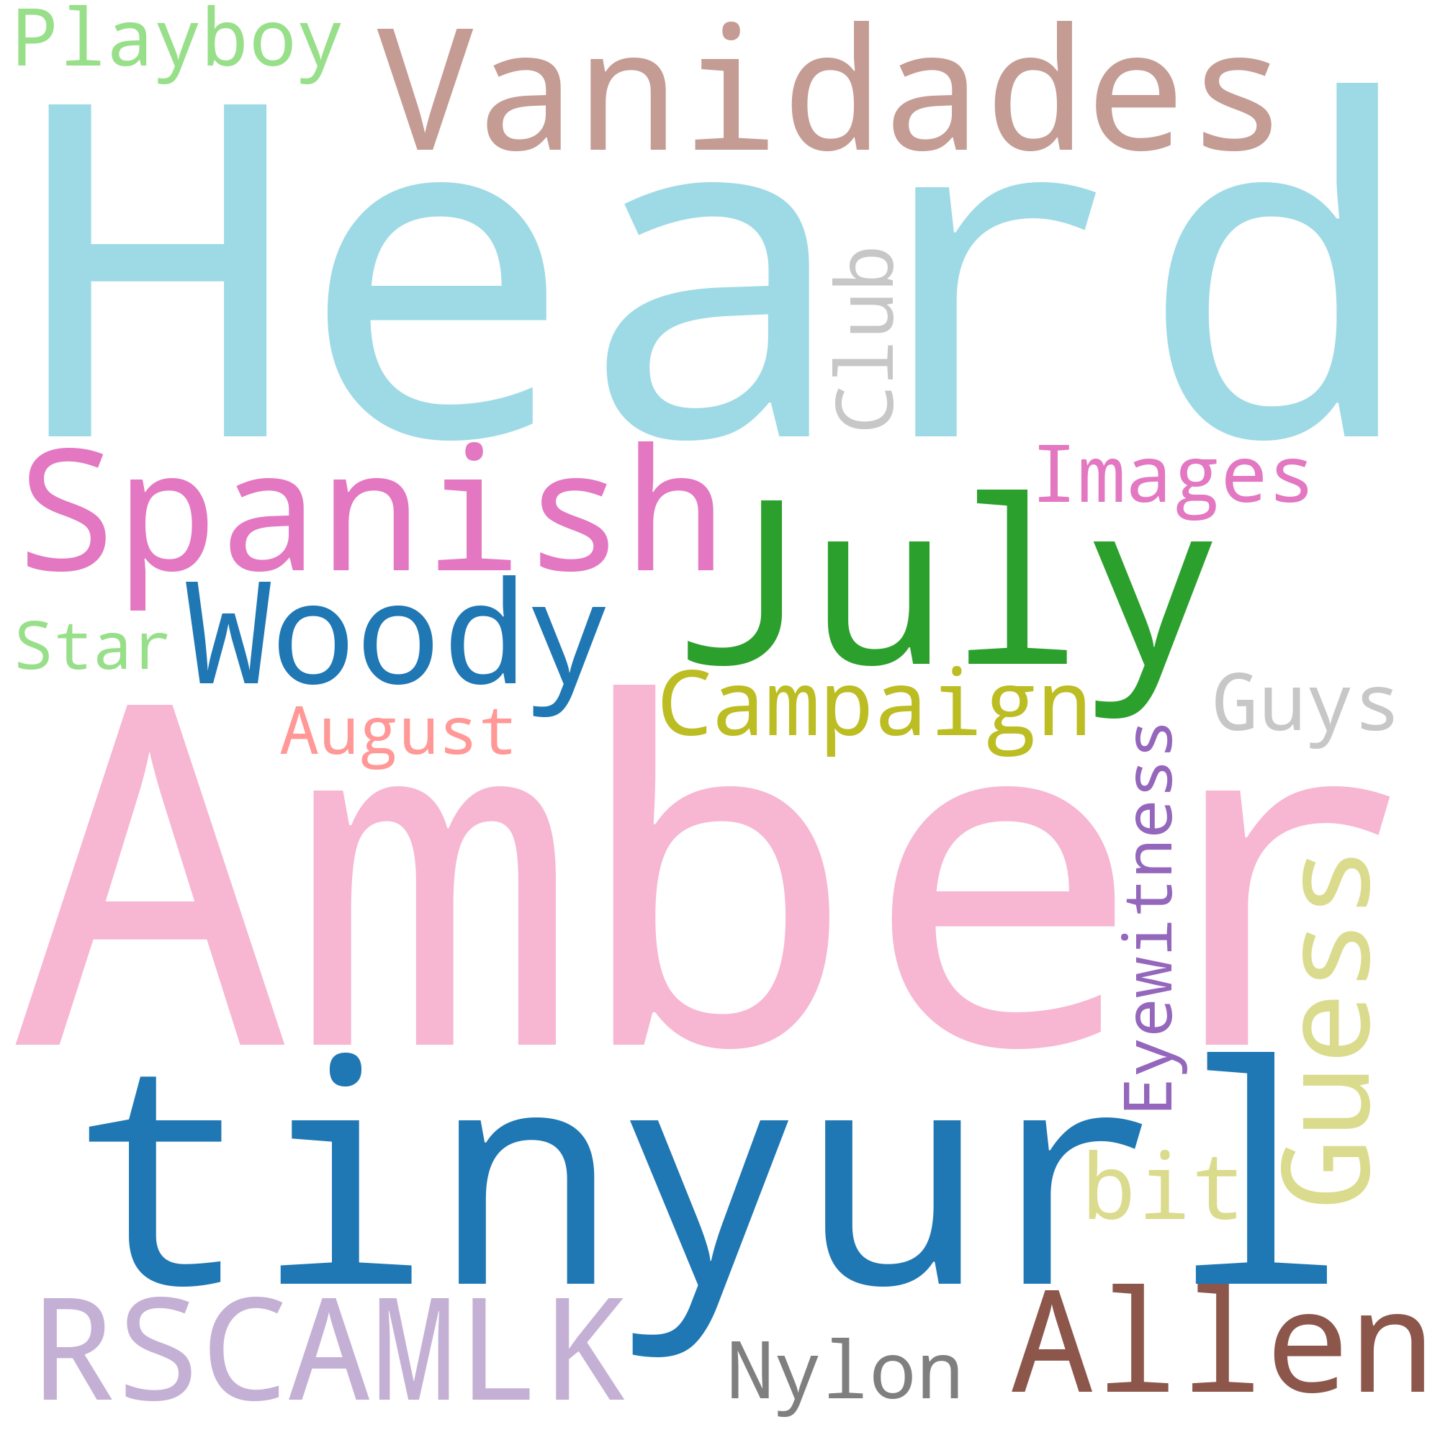 Playboy
Vanidades
Heard
Club
Spanish
Images
July
Woody
Star
Campaign
Guys
August
Amber
Eyewitness
Guess
tinyurl
bit
RSCAMLK
Nylon
Allen